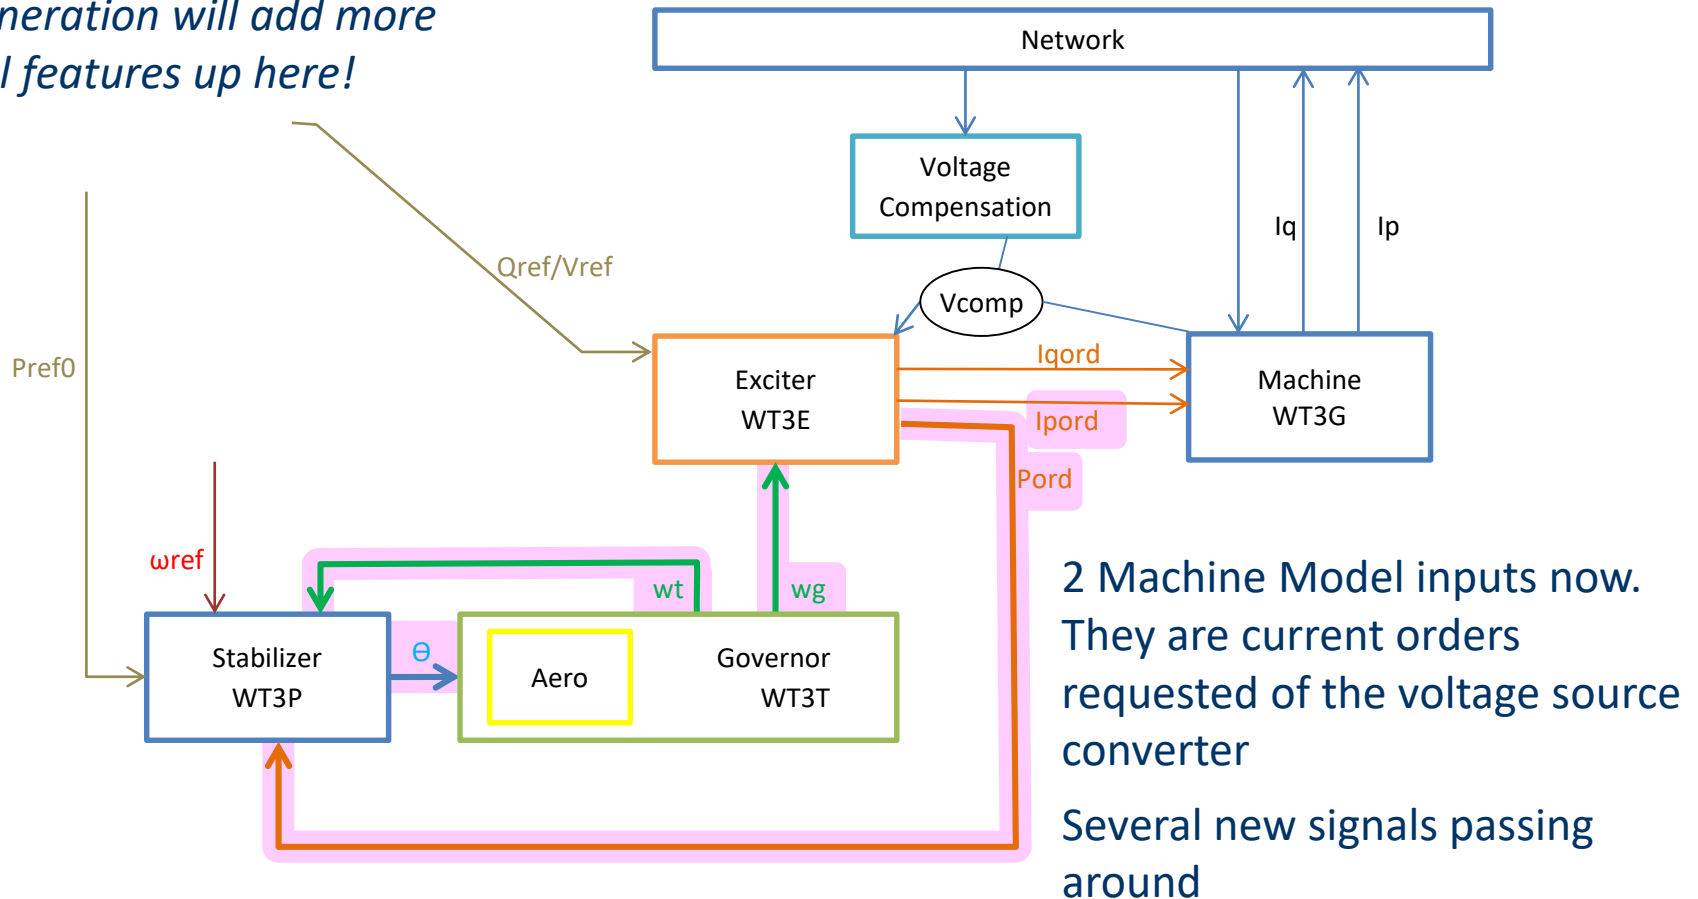 will add more
features up here!
Network
Voltage
Compensation
Iq
Ip
Qref/Vref
Vcomp
Pref0
Iqord
Exciter
WT3E
Machine
WT3G
Ipord
Pord
ωref
wt
wg
Stabilizer
WT3P
Θ
Aero
Governor
WT3T
2 Machine Model inputs now.
They are current orders
requested of the voltage source
converter
Several new signals passing
around